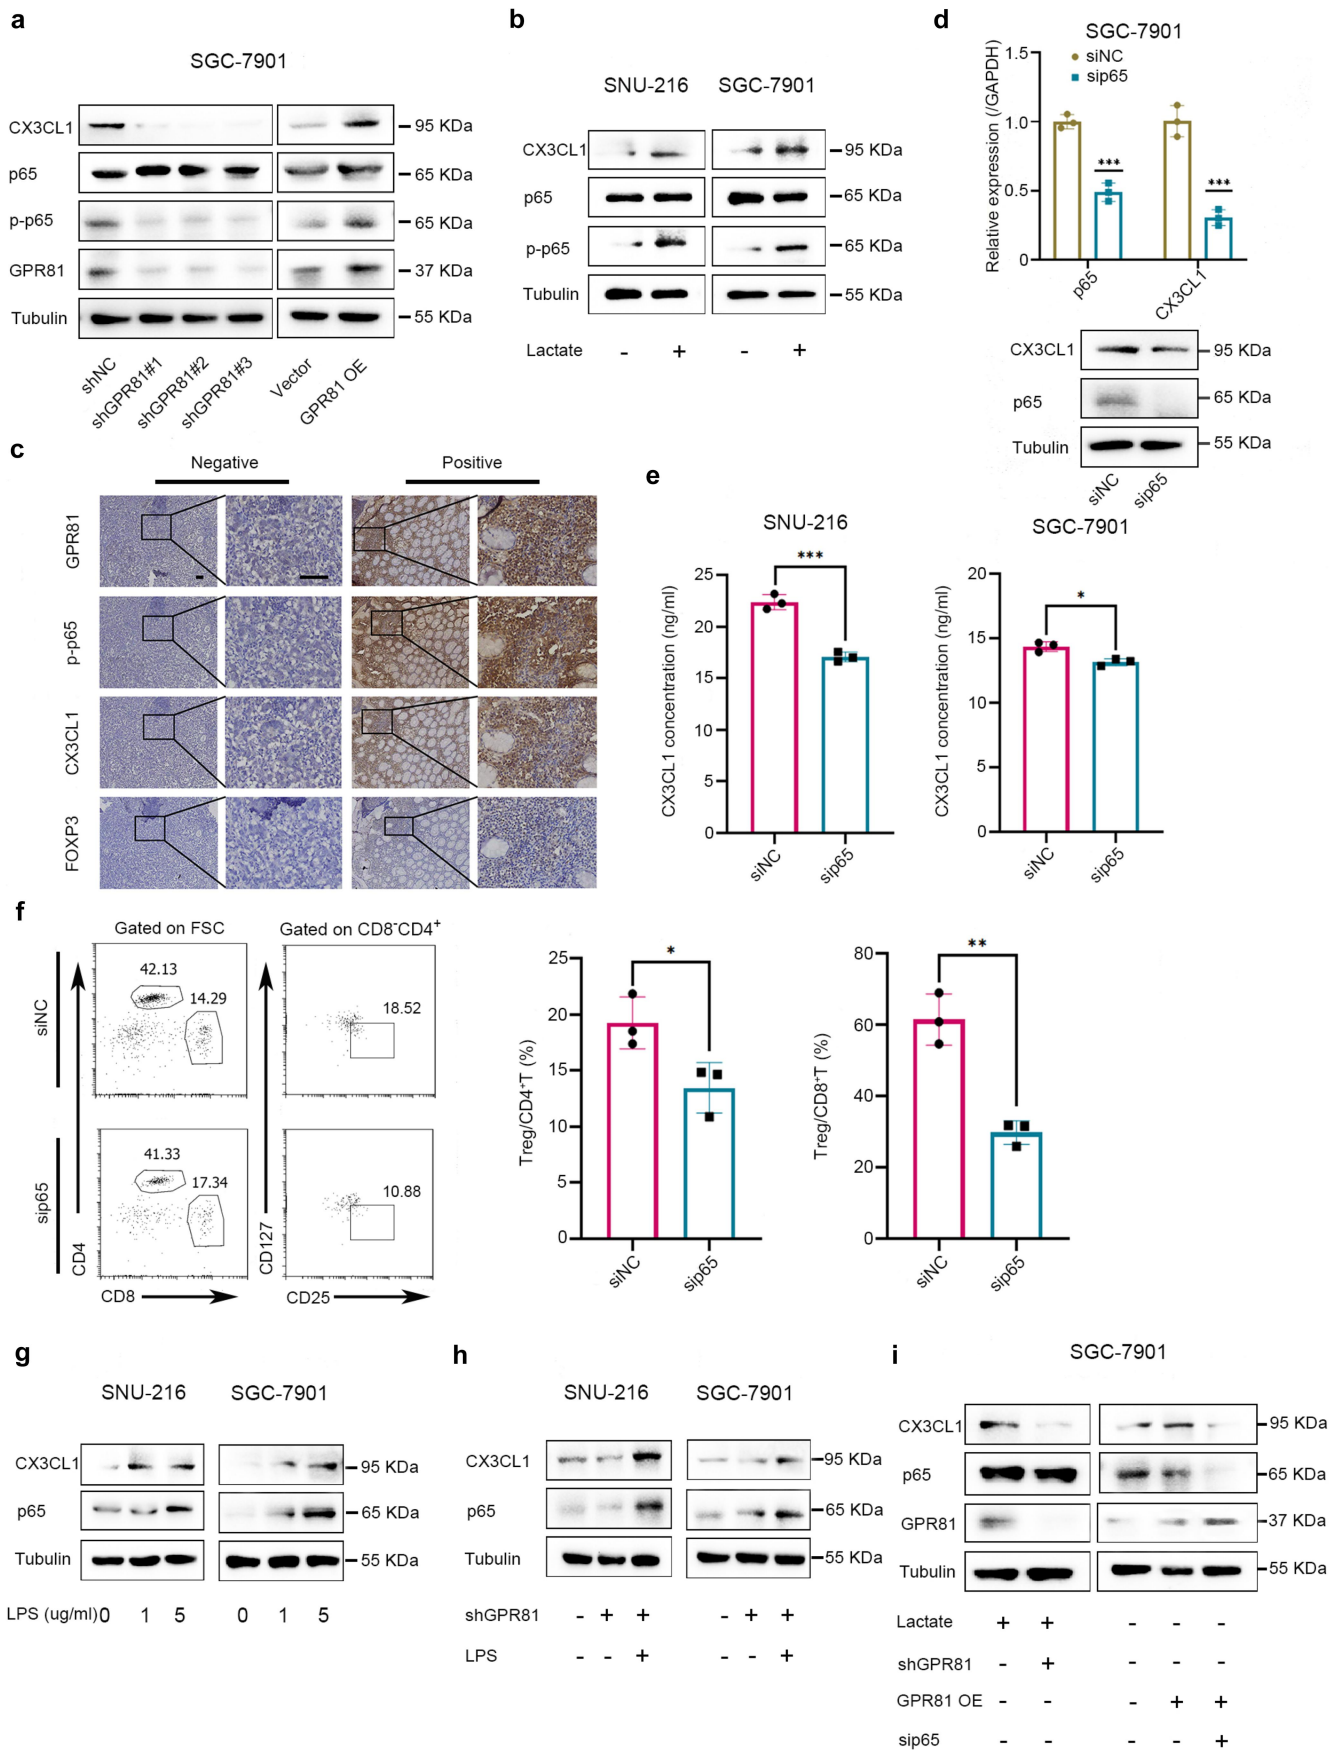 a
SGC-7901
CX3CL1
95 KDa
p65
65 KDa
p-p65
65 KDa
GPR81
37 KDa
Tubulin
55 KDa
shNC
shGPR81#1
shGPR81#2
shGPR81#3
Vector
GPR81 OE
b
SNU-216 SGC-7901
CX3CL1
95 KDa
p65
65 KDa
p-p65
65 KDa
Tubulin
55 KDa
Lactate - + - +
d
SGC-7901
siNC
sip65
Relative expression (/GAPDH)
1.5
1.0
0.5
0
***
***
p65
CX3CL1
CX3CL1
95 KDa
p65
65 KDa
Tubulin
55 KDa
siNC
sip65
c
Negative
Positive
GPR81
p-p65
CX3CL1
FOXP3
e
SNU-216
***
CX3CL1 concentration (ng/ml)
25
20
15
10
5
0
siNC
sip65
SGC-7901
*
CX3CL1 concentration (ng/ml)
20
15
10
5
0
siNC
sip65
f
Gated on FSC
Gated on CD8-CD4+
siNC
42.13
14.29
18.52
sip65
41.33
17.34
10.88
CD4
CD127
CD8
CD25
*
Treg/CD4+T (%)
25
20
15
10
5
0
siNC
sip65
**
Treg/CD8+T (%)
80
60
40
20
0
siNC
sip65
g
SNU-216 SGC-7901
CX3CL1
95 KDa
p65
65 KDa
Tubulin
55 KDa
LPS (ug/ml) 0 1 5 0 1 5
h
SNU-216 SGC-7901
CX3CL1
95 KDa
p65
65 KDa
Tubulin
55 KDa
shGPR81 - + + - + +
LPS - - + - - +
i
SGC-7901
CX3CL1
95 KDa
p65
65 KDa
GPR81
37 KDa
Tubulin
55 KDa
Lactate + + - - -
shGPR81 - + - - -
GPR81 OE - - - + +
sip65 - - - - +